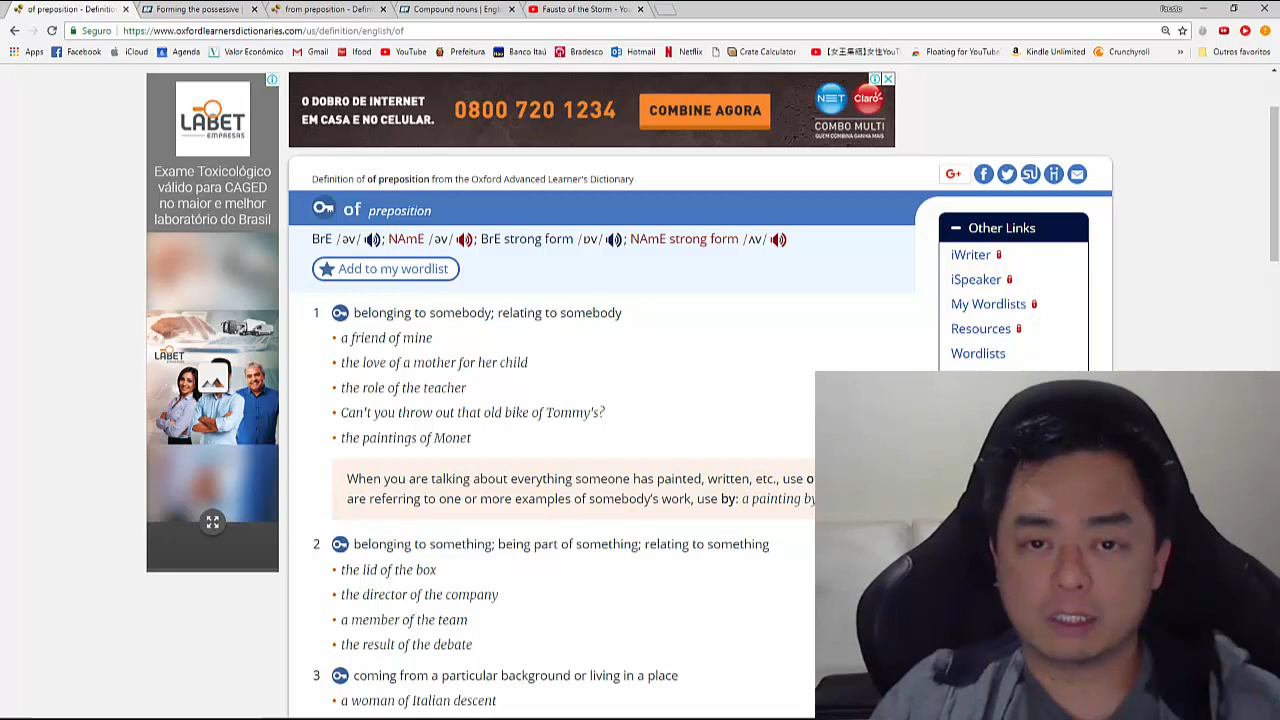 of preposition - Definitio
Forming the possessive
from preposition - Defini
Compound nouns | Engl
Fausto of the Storm - You
Fausto
Seguro
https://www.oxfordlearnersdictionaries.com/us/definition/english/of
Apps
Facebook
iCloud
Agenda
Valor Econômico
Gmail
Ifood
YouTube
Prefeitura
Banco Itaú
Bradesco
Hotmail
Netflix
Crate Calculator
Floating for YouTube
Kindle Unlimited
Crunchyroll
»
Outros favoritos
LABET
EMPRESAS
Exame Toxicológico
válido para CAGED
no maior e melhor
laboratório do Brasil
LABET
O DOBRO DE INTERNET
EM CASA E NO CELULAR.
0800 720 1234
COMBINE AGORA
NET
Claro
COMBO MULTI
QUEM COMBINA GANHA MAIS
Definition of of preposition from the Oxford Advanced Learner's Dictionary
G+
of preposition
BrE /əv/ ; NAmE /əv/ ; BrE strong form /ɒv/ ; NAmE strong form /ʌv/
Add to my wordlist
1 belonging to somebody; relating to somebody
• a friend of mine
• the love of a mother for her child
• the role of the teacher
• Can't you throw out that old bike of Tommy's?
• the paintings of Monet
When you are talking about everything someone has painted, written, etc., use o
are referring to one or more examples of somebody's work, use by: a painting by
2 belonging to something; being part of something; relating to something
• the lid of the box
• the director of the company
• a member of the team
• the result of the debate
3 coming from a particular background or living in a place
• a woman of Italian descent
Other Links
iWriter
iSpeaker
My Wordlists
Resources
Wordlists